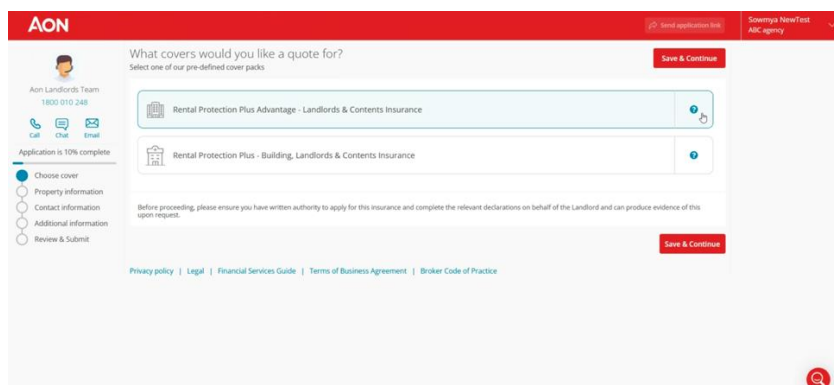 AON
Send application link
Sowmya NewTest
ABC agency
Aon Landlords Team
1800 010 248
Call Chat Email
Application is 10% complete
Choose cover
Property information
Contact information
Additional information
Review & Submit
What covers would you like a quote for?
Select one of our pre-defined cover packs
Save & Continue
Rental Protection Plus Advantage - Landlords & Contents Insurance
Rental Protection Plus - Building, Landlords & Contents Insurance
Before proceeding, please ensure you have written authority to apply for this insurance and complete the relevant declarations on behalf of the Landlord and can produce evidence of this
upon request.
Save & Continue
Privacy policy | Legal | Financial Services Guide | Terms of Business Agreement | Broker Code of Practice